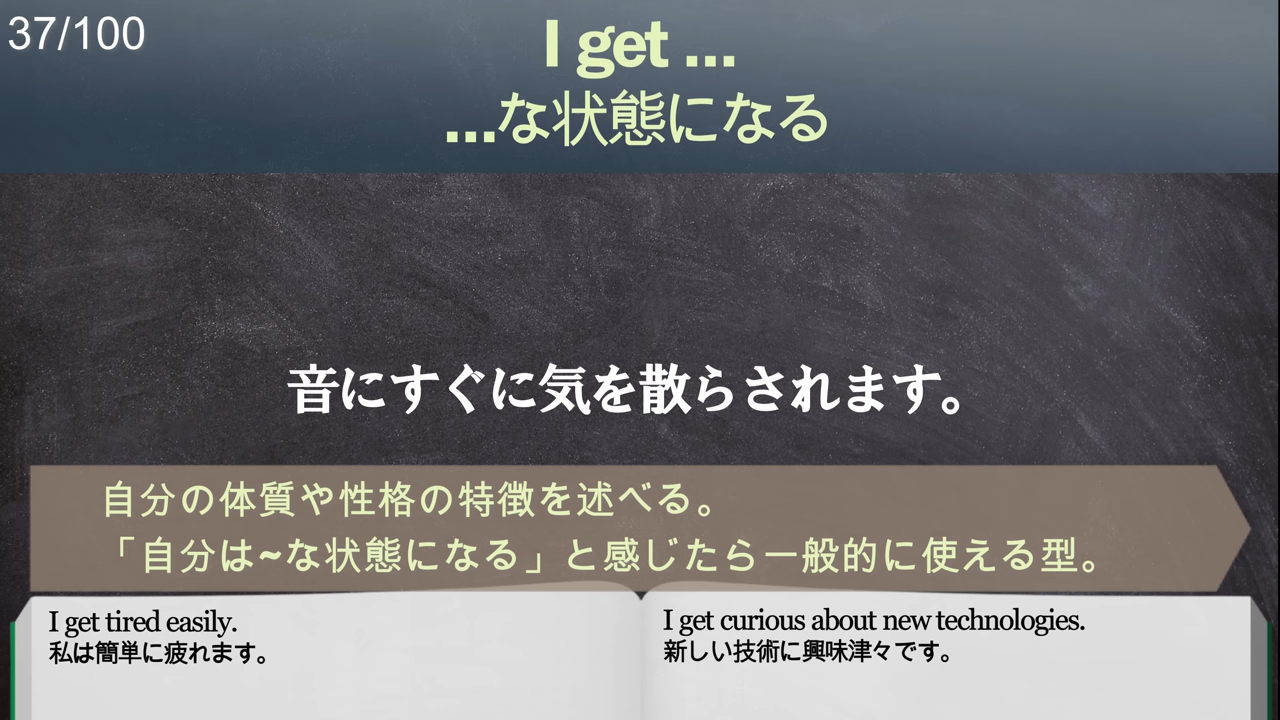 37/100
I get ...
...な状態になる
音にすぐに気を散らされます。
自分の体質や性格の特徴を述べる。
「自分は~な状態になる」と感じたら一般的に使える型。
I get tired easily.
私は簡単に疲れます。
I get curious about new technologies.
新しい技術に興味津々です。